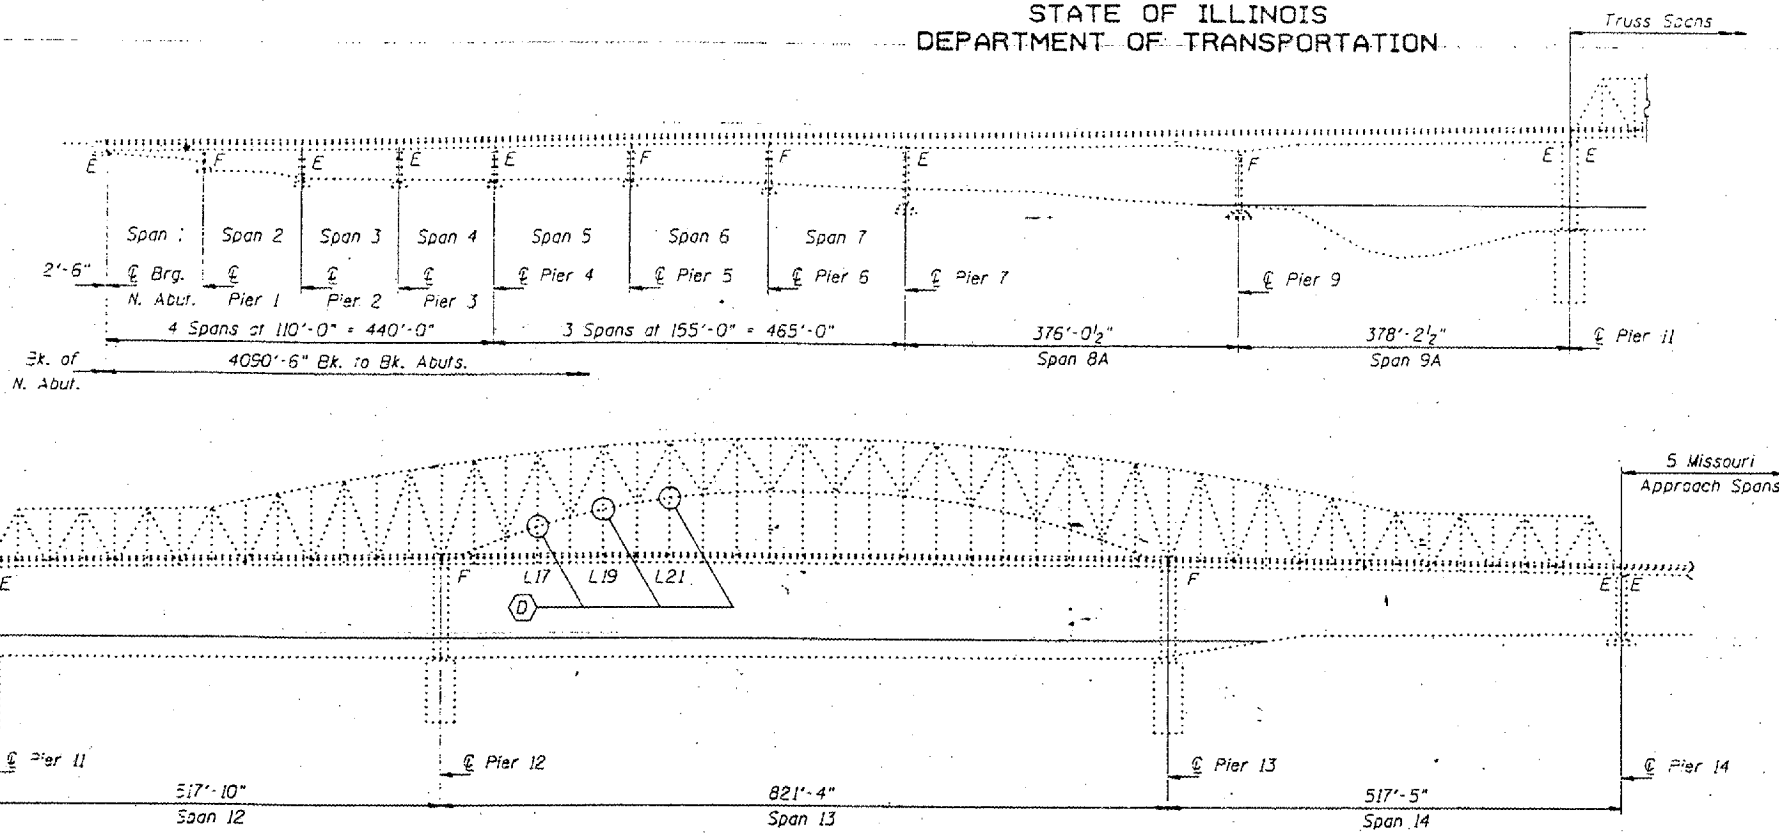 STATE OF ILLINOIS
DEPARTMENT OF TRANSPORTATION
Truss Spans
E F E E E F F E F E E
Span 1 Span 2 Span 3 Span 4 Span 5 Span 6 Span 7
2'-6"
℄ Brg. N. Abut.
℄ Pier 1
℄ Pier 2
℄ Pier 3
℄ Pier 4
℄ Pier 5
℄ Pier 6
℄ Pier 7
℄ Pier 9
℄ Pier 11
4 Spans at 110'-0" = 440'-0"
3 Spans at 155'-0" = 465'-0"
376'-0½"
Span 8A
378'-2½"
Span 9A
Bk. of
N. Abut.
4090'-6" Bk. to Bk. Abuts.
5 Missouri
Approach Spans
E F L17 L19 L21 F E E
D
℄ Pier 11
℄ Pier 12
℄ Pier 13
℄ Pier 14
517'-10"
Span 12
821'-4"
Span 13
517'-5"
Span 14